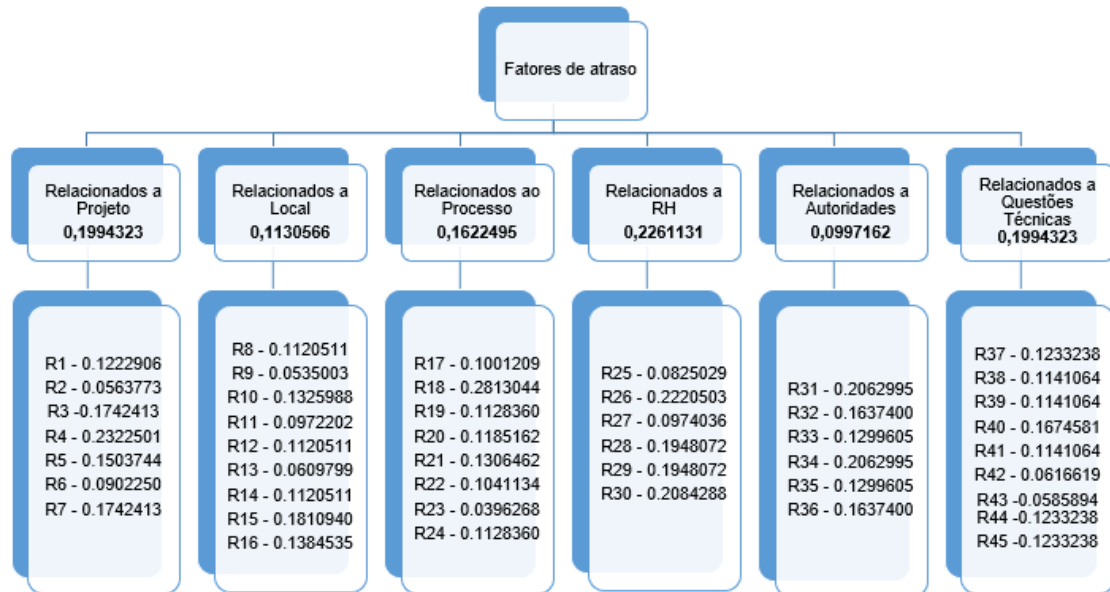 Fatores de atraso
Relacionados a
Projeto
0,1994323
Relacionados a
Local
0,1130566
Relacionados ao
Processo
0,1622495
Relacionados a
RH
0,2261131
Relacionados a
Autoridades
0,0997162
Relacionados a
Questões
Técnicas
0,1994323
R1 - 0.1222906
R2 - 0.0563773
R3 -0.1742413
R4 - 0.2322501
R5 - 0.1503744
R6 - 0.0902250
R7 - 0.1742413
R8 - 0.1120511
R9 - 0.0535003
R10 - 0.1325988
R11 - 0.0972202
R12 - 0.1120511
R13 - 0.0609799
R14 - 0.1120511
R15 - 0.1810940
R16 - 0.1384535
R17 - 0.1001209
R18 - 0.2813044
R19 - 0.1128360
R20 - 0.1185162
R21 - 0.1306462
R22 - 0.1041134
R23 - 0.0396268
R24 - 0.1128360
R25 - 0.0825029
R26 - 0.2220503
R27 - 0.0974036
R28 - 0.1948072
R29 - 0.1948072
R30 - 0.2084288
R31 - 0.2062995
R32 - 0.1637400
R33 - 0.1299605
R34 - 0.2062995
R35 - 0.1299605
R36 - 0.1637400
R37 - 0.1233238
R38 - 0.1141064
R39 - 0.1141064
R40 - 0.1674581
R41 - 0.1141064
R42 - 0.0616619
R43 -0.0585894
R44 -0.1233238
R45 -0.1233238